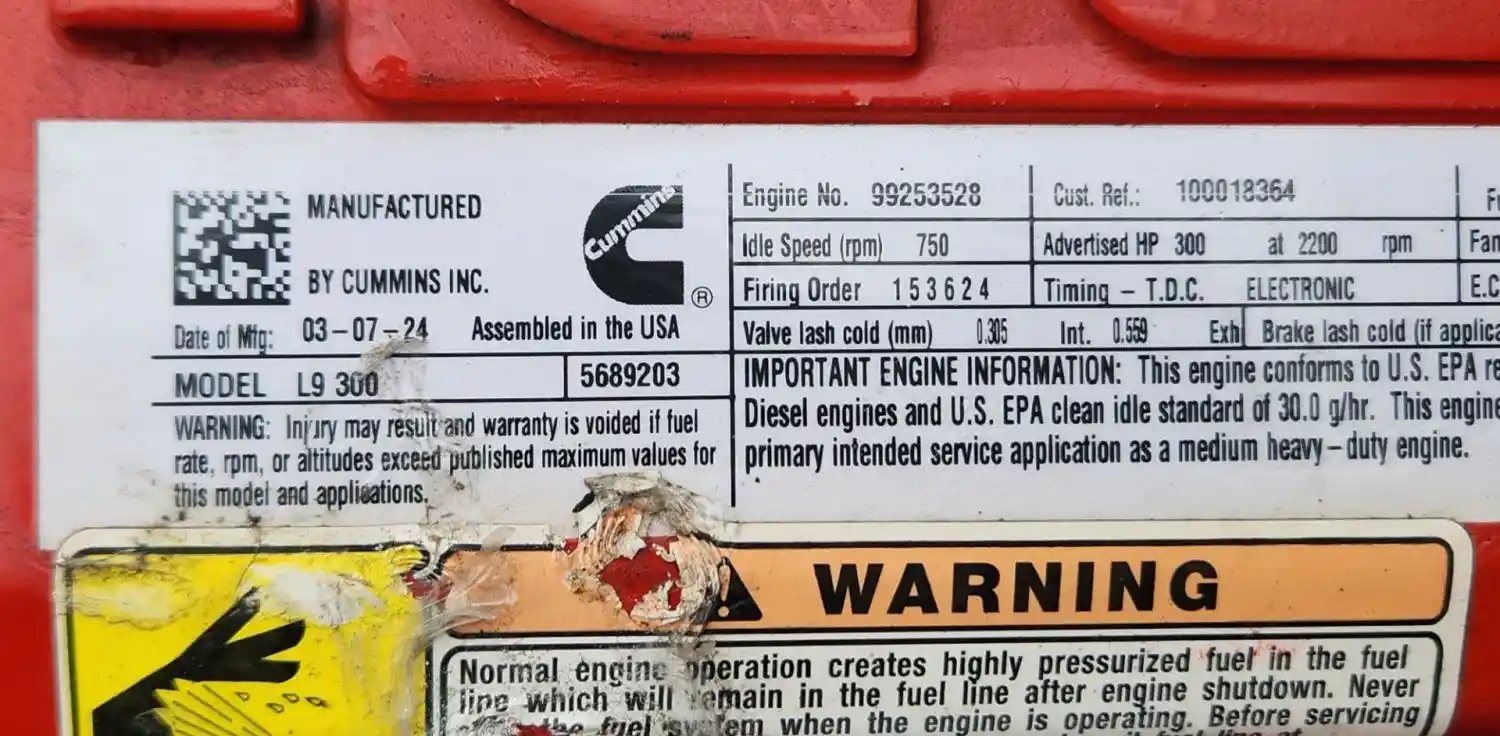 MANUFACTURED
BY CUMMINS INC.
Cummins
®
Date of Mfg: 03-07-24 Assembled in the USA
MODEL L9 300 5689203
WARNING: Injury may result and warranty is voided if fuel
rate, rpm, or altitudes exceed published maximum values for
this model and applications.
Engine No. 99253528 Cust. Ref.: 100018364
Idle Speed (rpm) 750 Advertised HP 300 at 2200 rpm Fam
Firing Order 1 5 3 6 2 4 Timing - T.D.C. ELECTRONIC E.C
Valve lash cold (mm) 0.305 Int. 0.559 Exh Brake lash cold (if applica
IMPORTANT ENGINE INFORMATION: This engine conforms to U.S. EPA re
Diesel engines and U.S. EPA clean idle standard of 30.0 g/hr. This engine
primary intended service application as a medium heavy-duty engine.
WARNING
Normal engine operation creates highly pressurized fuel in the fuel
line which will remain in the fuel line after engine shutdown. Never
the fuel system when the engine is operating. Before servicing